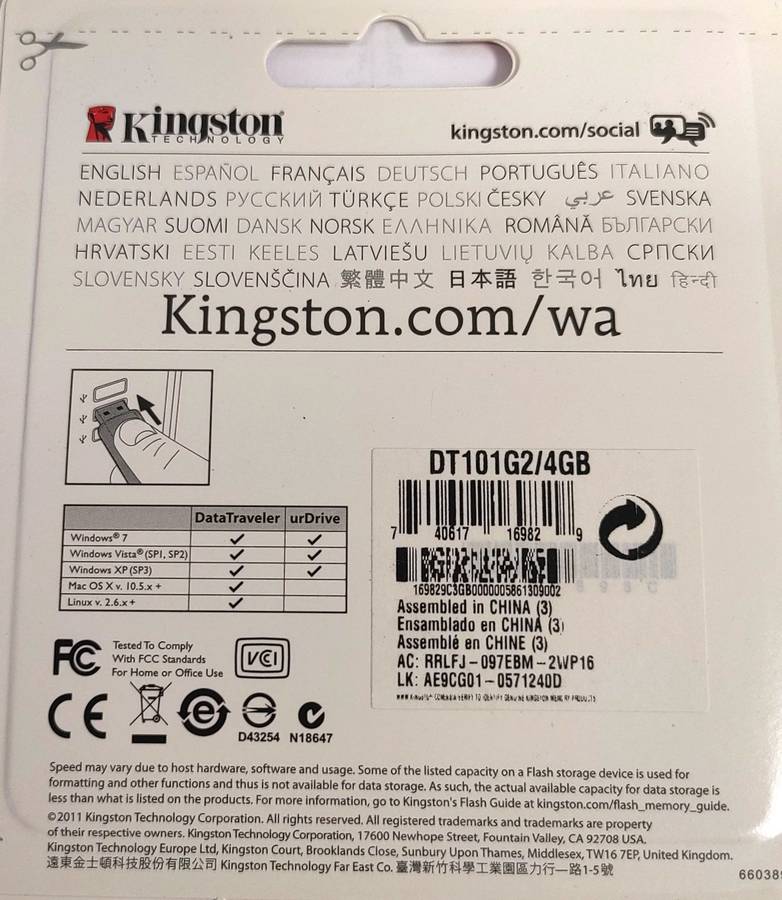 Kingston
TECHNOLOGY
kingston.com/social
ENGLISH ESPAÑOL FRANÇAIS DEUTSCH PORTUGUÊS ITALIANO
NEDERLANDS РУССКИЙ TÜRKÇE POLSKI ČESKY عربي SVENSKA
MAGYAR SUOMI DANSK NORSK ΕΛΛΗΝΙΚΑ ROMÂNĂ БЪЛГАРСКИ
HRVATSKI EESTI KEELES LATVIEŠU LIETUVIŲ KALBA СРПСКИ
SLOVENSKY SLOVENŠČINA 繁體中文 日本語 한국어 ไทย हिन्दी
Kingston.com/wa
DataTraveler urDrive
Windows® 7
Windows Vista® (SP1, SP2)
Windows XP (SP3)
Mac OS X v. 10.5.x +
Linux v. 2.6.x +
DT101G2/4GB
7 40617 16982 9
169829C3GB0000005861309002
Assembled in CHINA (3)
Ensamblado en CHINA (3)
Assemblé en CHINE (3)
AC: RRLFJ-097EBM-2WP16
LK: AE9CG01-0571240D
FC
Tested To Comply
With FCC Standards
For Home or Office Use
VCI
CE
D43254 N18647
Speed may vary due to host hardware, software and usage. Some of the listed capacity on a Flash storage device is used for
formatting and other functions and thus is not available for data storage. As such, the actual available capacity for data storage is
less than what is listed on the products. For more information, go to Kingston's Flash Guide at kingston.com/flash_memory_guide.
©2011 Kingston Technology Corporation. All rights reserved. All registered trademarks and trademarks are property
of their respective owners. Kingston Technology Corporation, 17600 Newhope Street, Fountain Valley, CA 92708 USA.
Kingston Technology Europe Ltd, Kingston Court, Brooklands Close, Sunbury Upon Thames, Middlesex, TW16 7EP, United Kingdom.
遠東金士頓科技股份有限公司 Kingston Technology Far East Co. 臺灣新竹科學工業園區力行一路1-5號